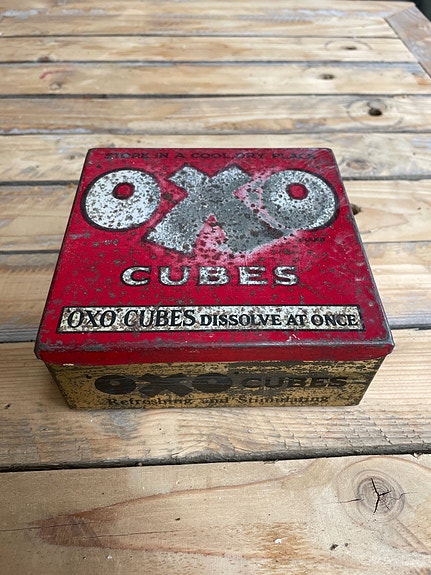 STORE IN A COOL DRY PLACE
OXO
CUBES
OXO CUBES DISSOLVE AT ONCE
OXO CUBES
Refreshing and Stimulating